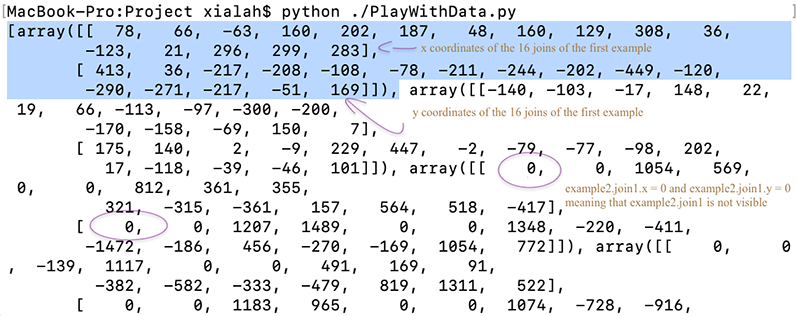 [MacBook-Pro:Project xialah$ python ./PlayWithData.py ]
[array([[ 78, 66, -63, 160, 202, 187, 48, 160, 129, 308, 36,
-123, 21, 296, 299, 283], x coordinates of the 16 joins of the first example
[ 413, 36, -217, -208, -108, -78, -211, -244, -202, -449, -120,
-290, -271, -217, -51, 169]]), array([[-140, -103, -17, 148, 22,
19, 66, -113, -97, -300, -200, y coordinates of the 16 joins of the first example
-170, -158, -69, 150, 7],
[ 175, 140, 2, -9, 229, 447, -2, -79, -77, -98, 202,
17, -118, -39, -46, 101]]), array([[ 0, 0, 1054, 569,
0, 0, 812, 361, 355, example2.join1.x = 0 and example2.join1.y = 0
321, -315, -361, 157, 564, 518, -417], meaning that example2.join1 is not visible
[ 0, 0, 1207, 1489, 0, 0, 1348, -220, -411,
-1472, -186, 456, -270, -169, 1054, 772]]), array([[ 0, 0
, -139, 1117, 0, 0, 491, 169, 91,
-382, -582, -333, -479, 819, 1311, 522],
[ 0, 0, 1183, 965, 0, 0, 1074, -728, -916,